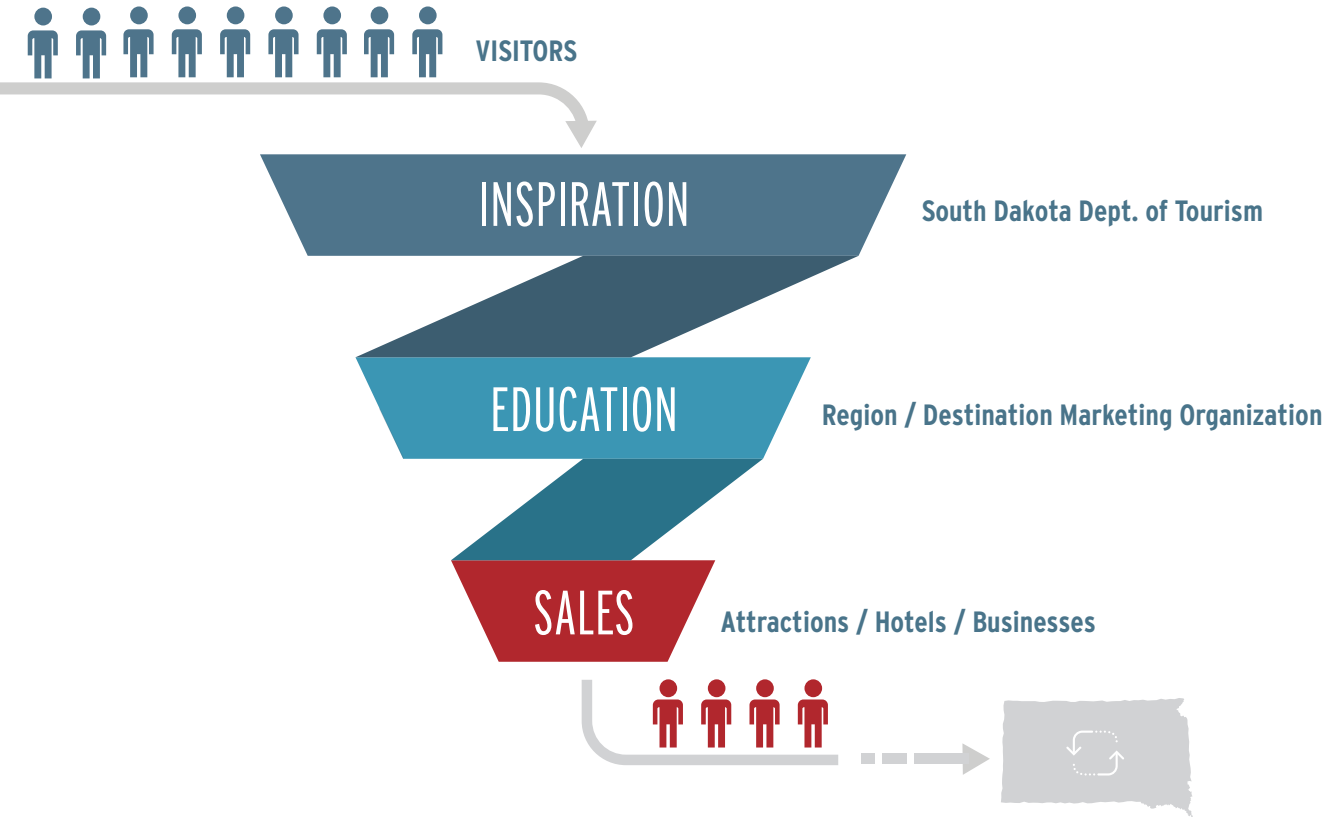 VISITORS
INSPIRATION
South Dakota Dept. of Tourism
EDUCATION
Region / Destination Marketing Organization
SALES
Attractions / Hotels / Businesses